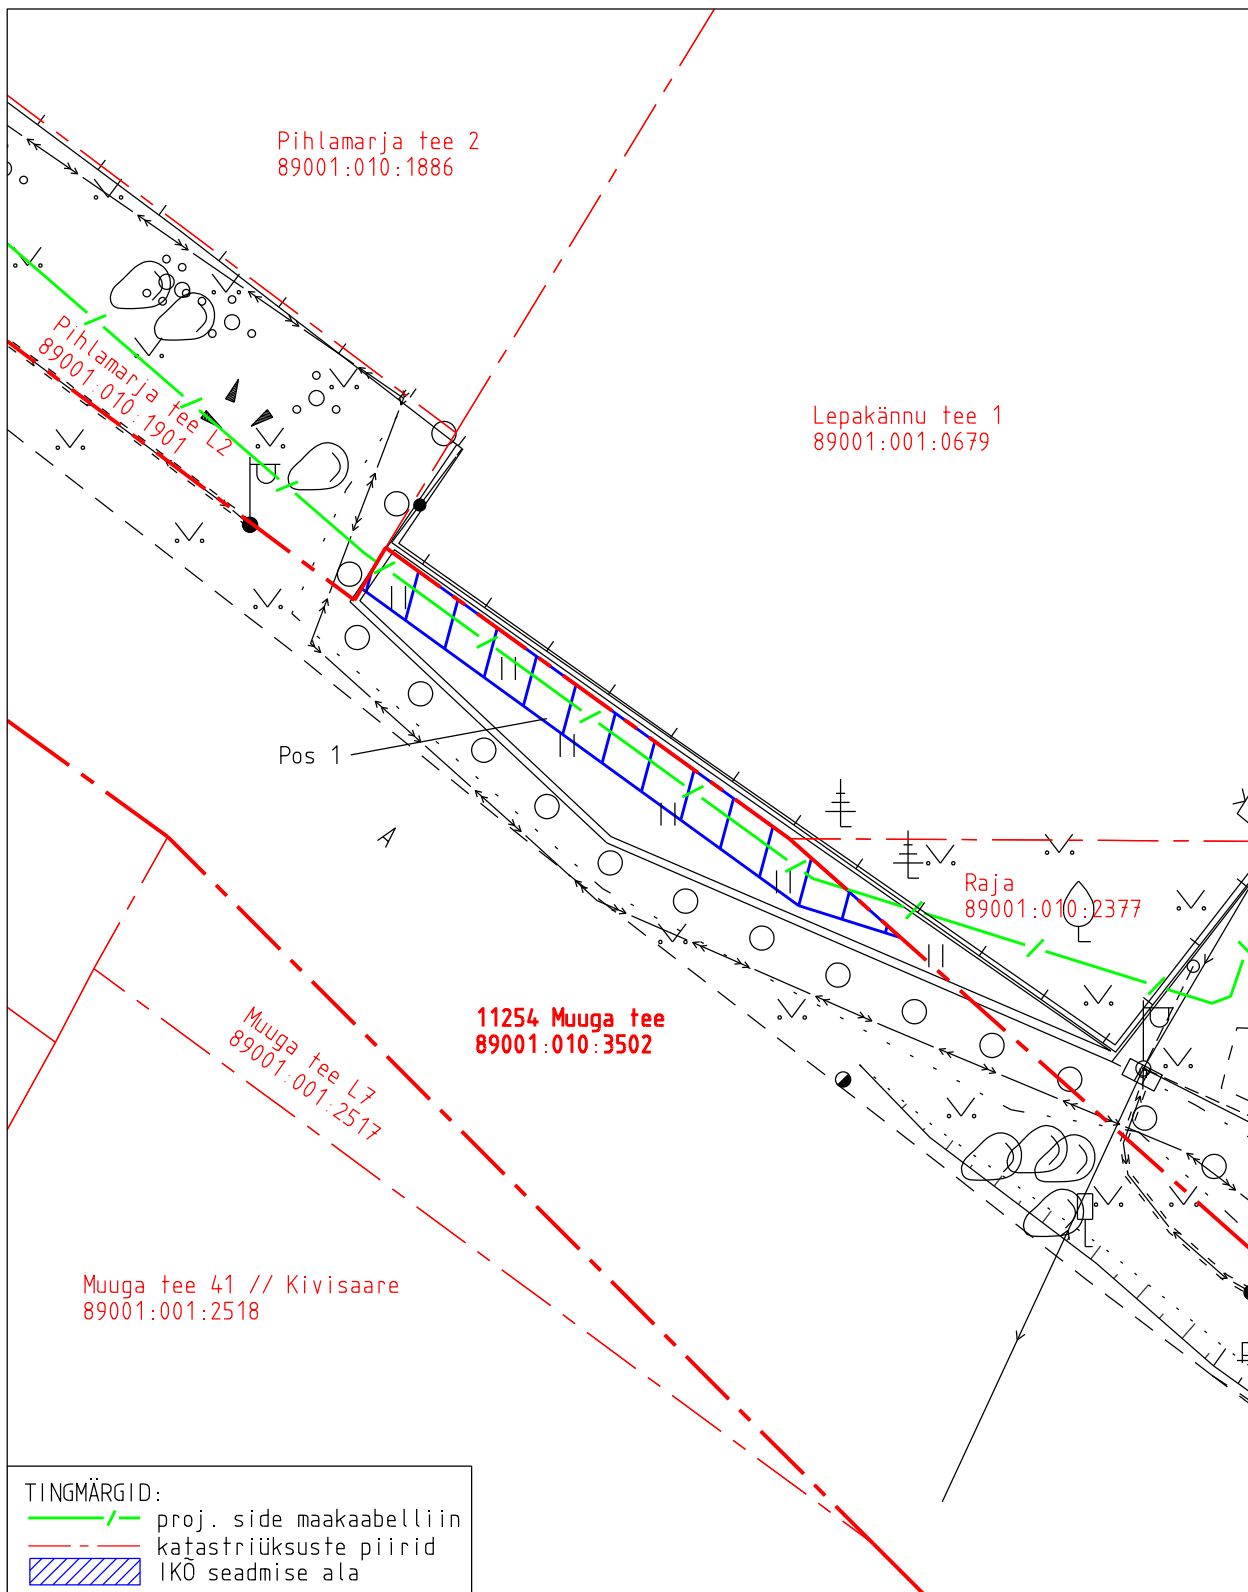 Pihlamarja tee 2
89001:010:1886
Pihlamarja tee L2
89001:010:1901
Lepakännu tee 1
89001:001:0679
Pos 1
A
Raja
89001:010:2377
11254 Muuga tee
89001:010:3502
Muuga tee L7
89001:001:2517
Muuga tee 41 // Kivisaare
89001:001:2518
TINGMÄRGID:
proj. side maakaabelliin
katastriüksuste piirid
IKÕ seadmise ala